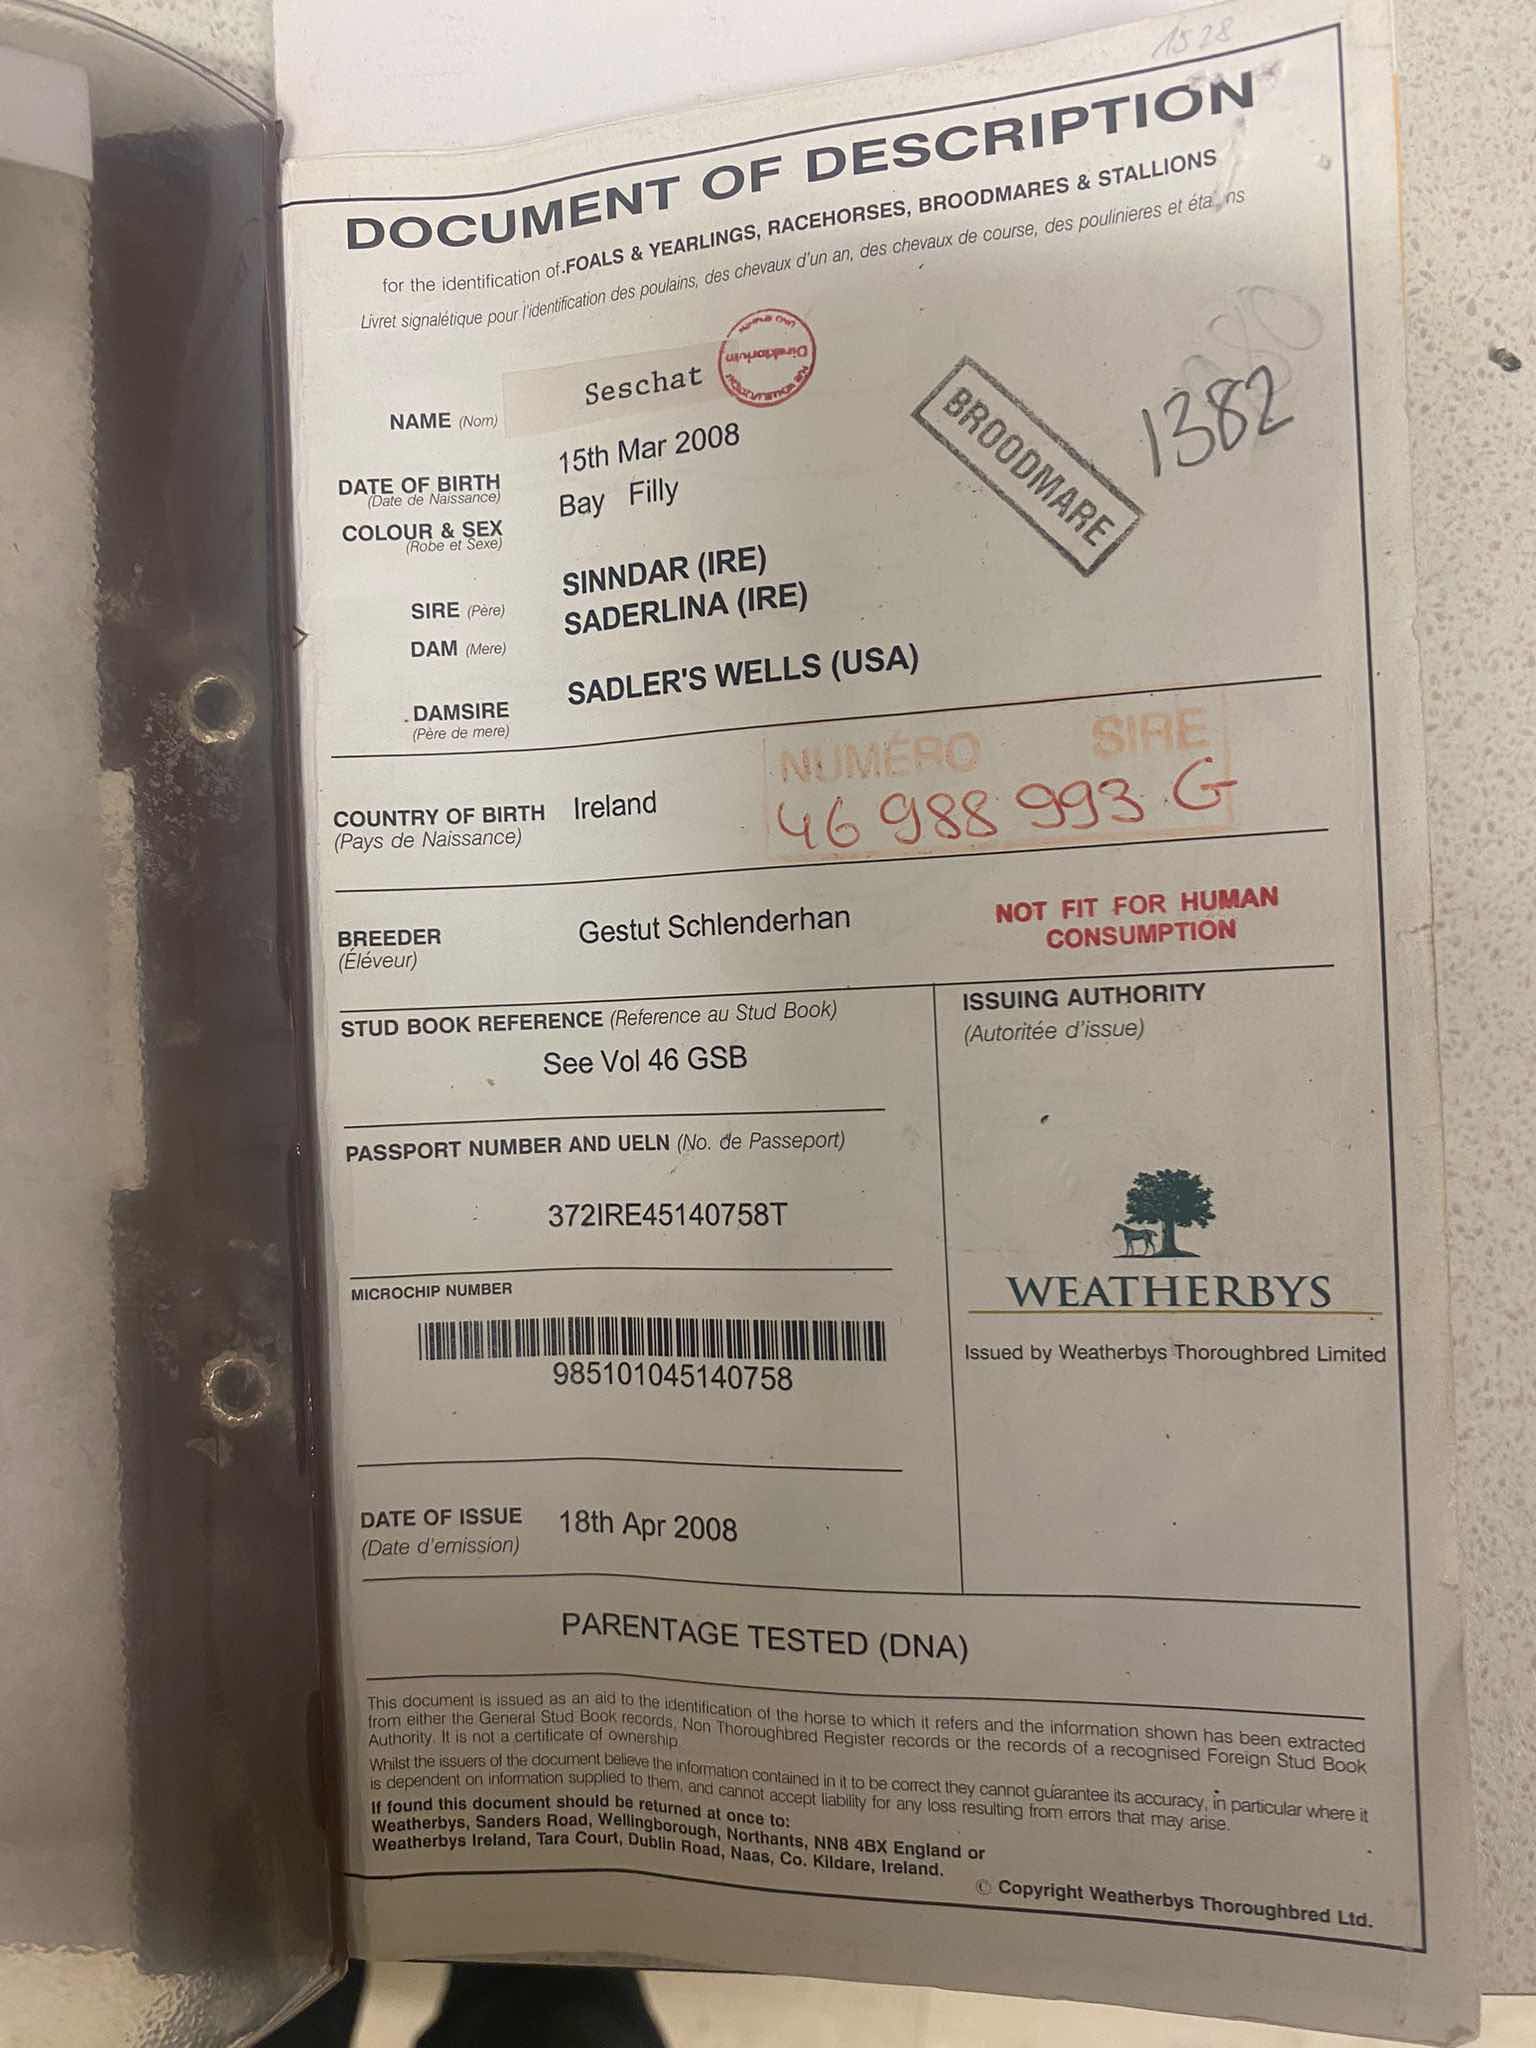 1528
DOCUMENT OF DESCRIPTION
for the identification of FOALS & YEARLINGS, RACEHORSES, BROODMARES & STALLIONS
Livret signalétique pour l'identification des poulains, des chevaux d'un an, des chevaux de course, des poulinieres et étalons
NAME (Nom) Seschat
Direktorium
BROODMARE
1382
DATE OF BIRTH 15th Mar 2008
(Date de Naissance)
COLOUR & SEX Bay Filly
(Robe et Sexe)
SIRE (Père) SINNDAR (IRE)
DAM (Mere) SADERLINA (IRE)
DAMSIRE SADLER'S WELLS (USA)
(Père de mere)
NUMÉRO SIRE
46 988 993 G
COUNTRY OF BIRTH Ireland
(Pays de Naissance)
BREEDER Gestut Schlenderhan
(Éléveur)
NOT FIT FOR HUMAN
CONSUMPTION
STUD BOOK REFERENCE (Reference au Stud Book)
See Vol 46 GSB
PASSPORT NUMBER AND UELN (No. de Passeport)
372IRE45140758T
MICROCHIP NUMBER
985101045140758
DATE OF ISSUE 18th Apr 2008
(Date d'emission)
ISSUING AUTHORITY
(Autoritée d'issue)
WEATHERBYS
Issued by Weatherbys Thoroughbred Limited
PARENTAGE TESTED (DNA)
This document is issued as an aid to the identification of the horse to which it refers and the information shown has been extracted
from either the General Stud Book records, Non Thoroughbred Register records or the records of a recognised Foreign Stud Book
Authority. It is not a certificate of ownership.
Whilst the issuers of the document believe the information contained in it to be correct they cannot guarantee its accuracy, in particular where it
is dependent on information supplied to them, and cannot accept liability for any loss resulting from errors that may arise.
If found this document should be returned at once to:
Weatherbys, Sanders Road, Wellingborough, Northants, NN8 4BX England or
Weatherbys Ireland, Tara Court, Dublin Road, Naas, Co. Kildare, Ireland.
© Copyright Weatherbys Thoroughbred Ltd.